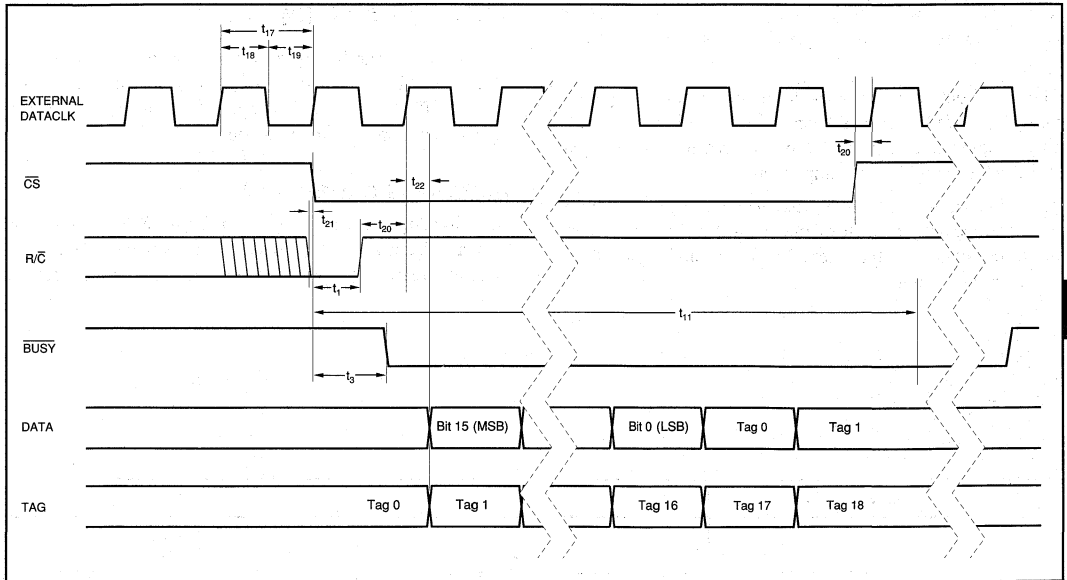 t17
t18 t19
EXTERNAL
DATACLK
t20
CS
t22
t21
t20
R/C
t1
t11
BUSY
t3
DATA
Bit 15 (MSB)
Bit 0 (LSB)
Tag 0
Tag 1
TAG
Tag 0
Tag 1
Tag 16
Tag 17
Tag 18